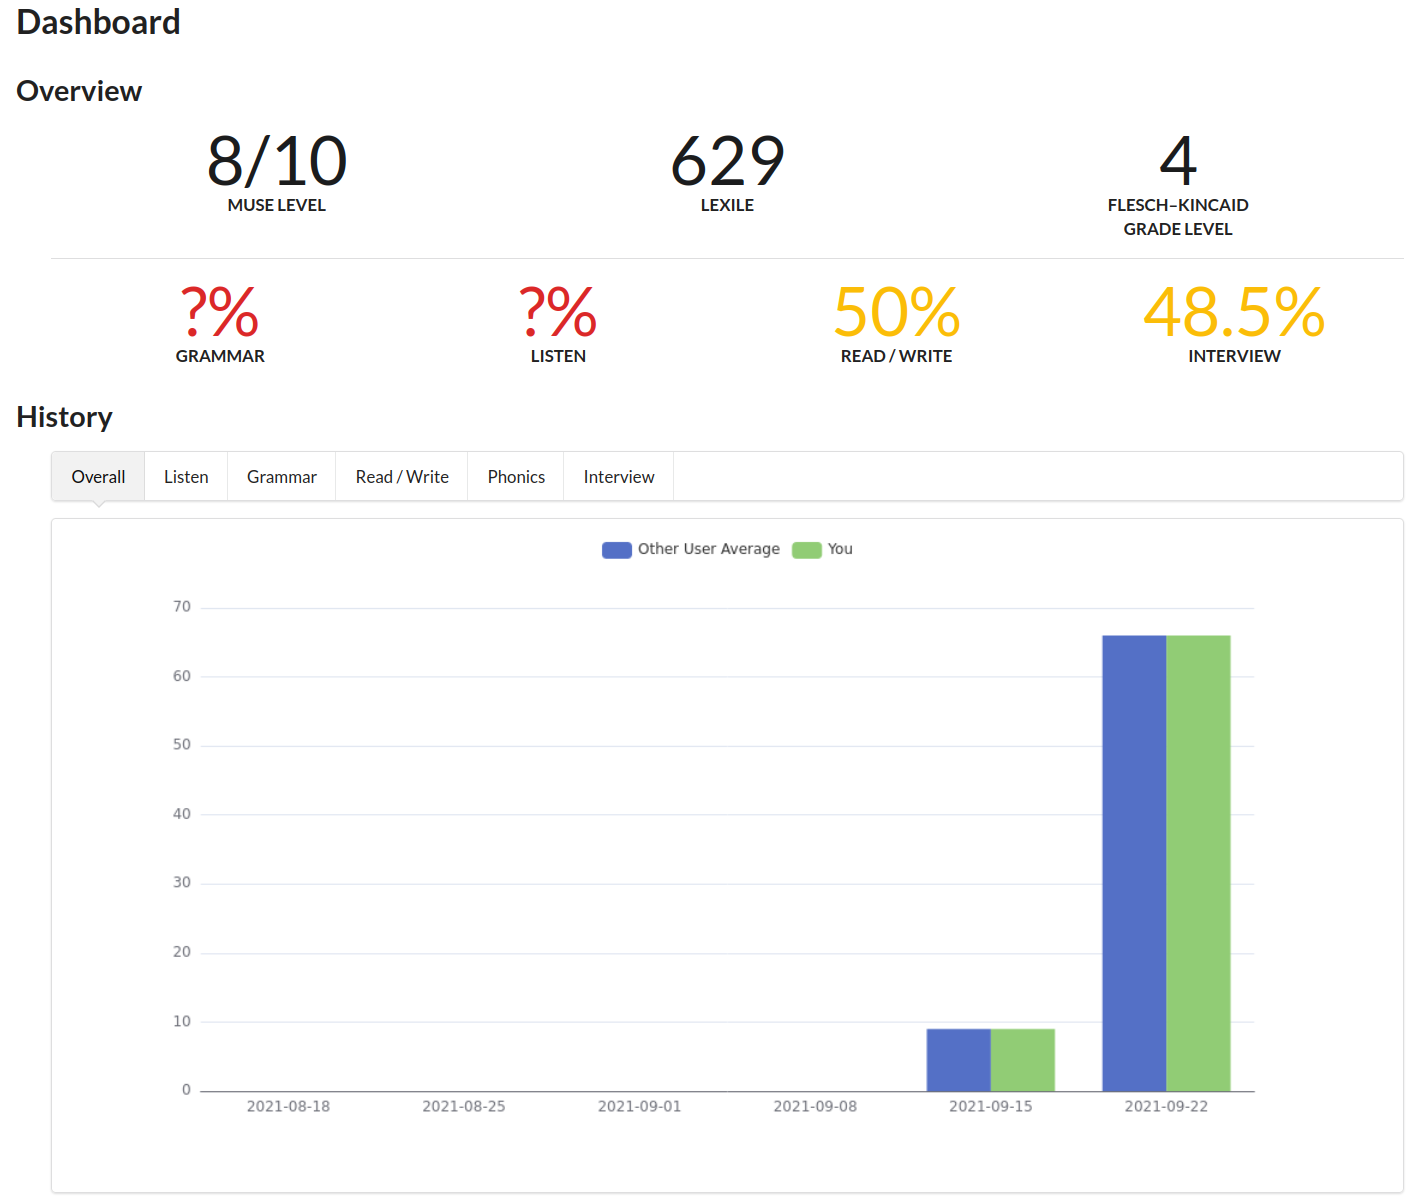 Dashboard
Overview
8/10
MUSE LEVEL
629
LEXILE
4
FLESCH–KINCAID
GRADE LEVEL
?%
GRAMMAR
?%
LISTEN
50%
READ / WRITE
48.5%
INTERVIEW
History
Overall Listen Grammar Read / Write Phonics Interview
Other User Average You
70
60
50
40
30
20
10
0
2021-08-18 2021-08-25 2021-09-01 2021-09-08 2021-09-15 2021-09-22